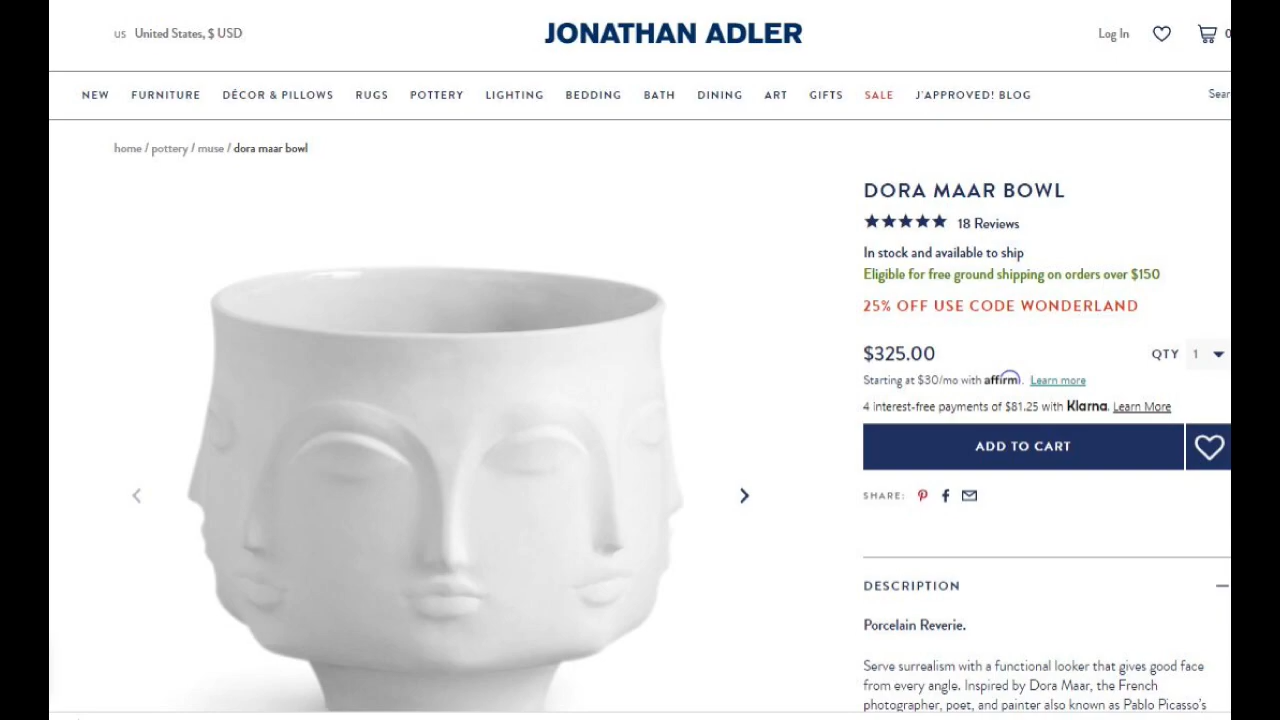 US United States, $ USD
JONATHAN ADLER
Log In
0
NEW FURNITURE DÉCOR & PILLOWS RUGS POTTERY LIGHTING BEDDING BATH DINING ART GIFTS SALE J'APPROVED! BLOG
Sear
home / pottery / muse / dora maar bowl
DORA MAAR BOWL
18 Reviews
In stock and available to ship
Eligible for free ground shipping on orders over $150
25% OFF USE CODE WONDERLAND
$325.00 QTY 1
Starting at $30/mo with affirm. Learn more
4 interest-free payments of $81.25 with Klarna. Learn More
ADD TO CART
SHARE:
DESCRIPTION
Porcelain Reverie.
Serve surrealism with a functional looker that gives good face
from every angle. Inspired by Dora Maar, the French
photographer, poet, and painter also known as Pablo Picasso's